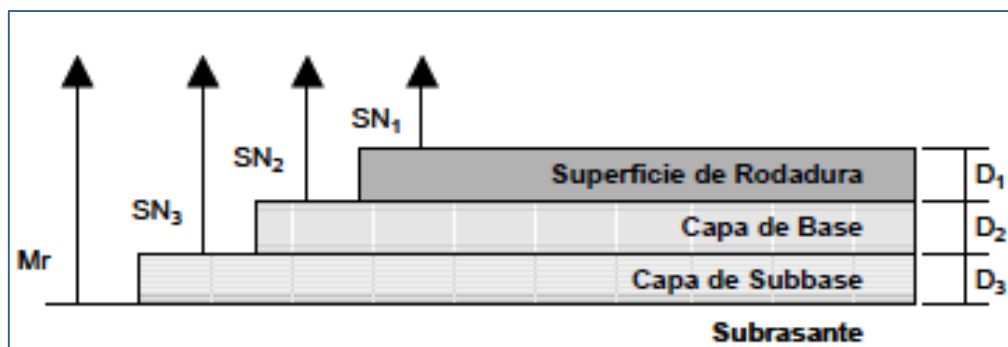 SN₁
Superficie de Rodadura D₁
SN₂
Capa de Base D₂
SN₃
Mr
Capa de Subbase D₃
Subrasante